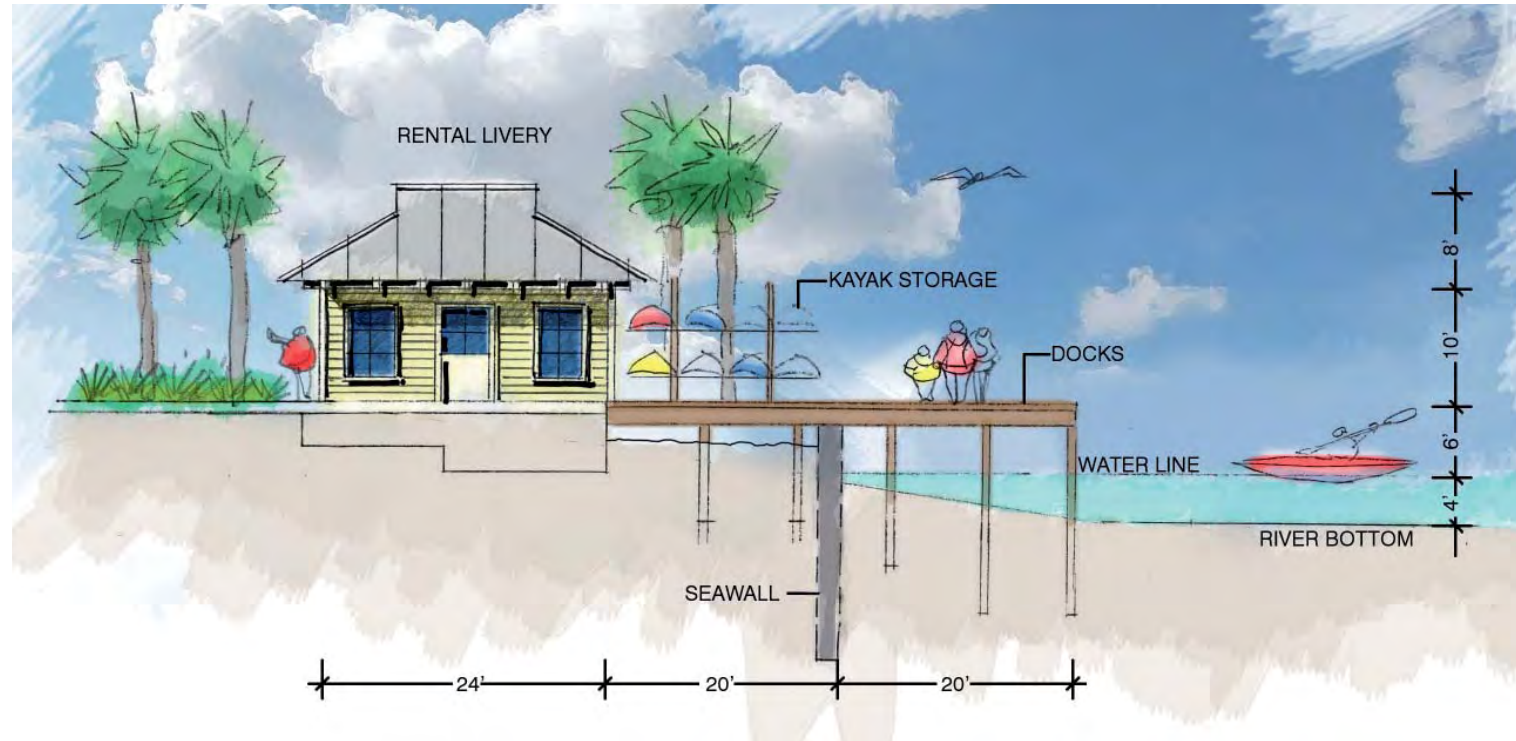 RENTAL LIVERY
KAYAK STORAGE
DOCKS
WATER LINE
RIVER BOTTOM
SEAWALL
8'
10'
6'
4'
24'
20'
20'